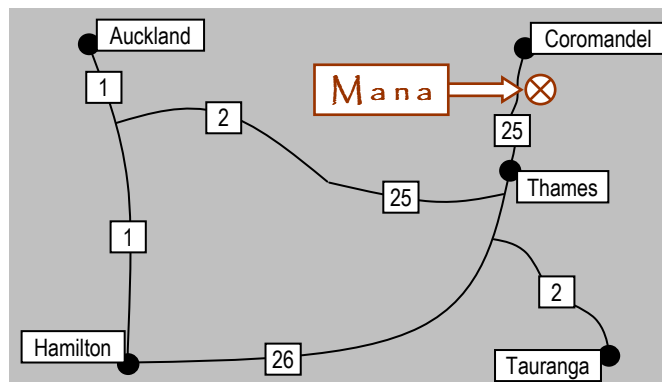 Auckland
Coromandel
1
Mana
2
25
Thames
25
1
2
Hamilton
26
Tauranga